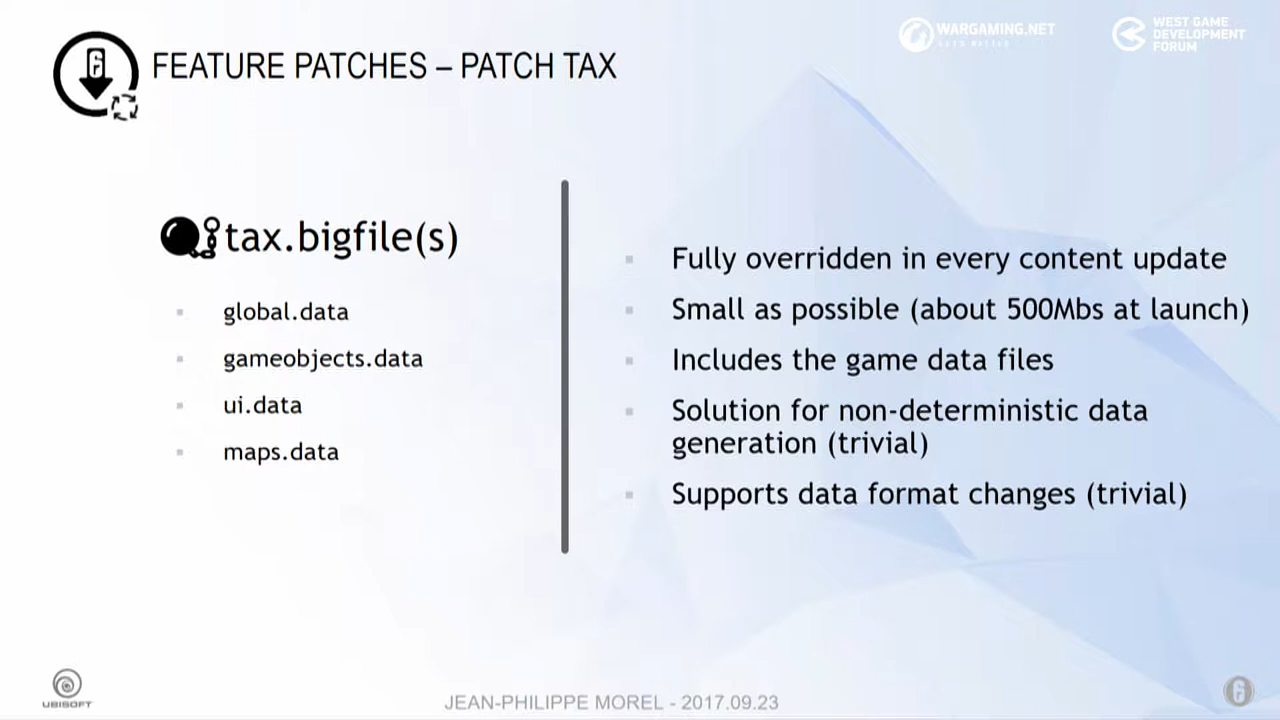 FEATURE PATCHES – PATCH TAX
WARGAMING.NET
LET'S BATTLE
WEST GAME
DEVELOPMENT
FORUM
tax.bigfile(s)
global.data
gameobjects.data
ui.data
maps.data
Fully overridden in every content update
Small as possible (about 500Mbs at launch)
Includes the game data files
Solution for non-deterministic data
generation (trivial)
Supports data format changes (trivial)
UBISOFT
JEAN-PHILIPPE MOREL - 2017.09.23